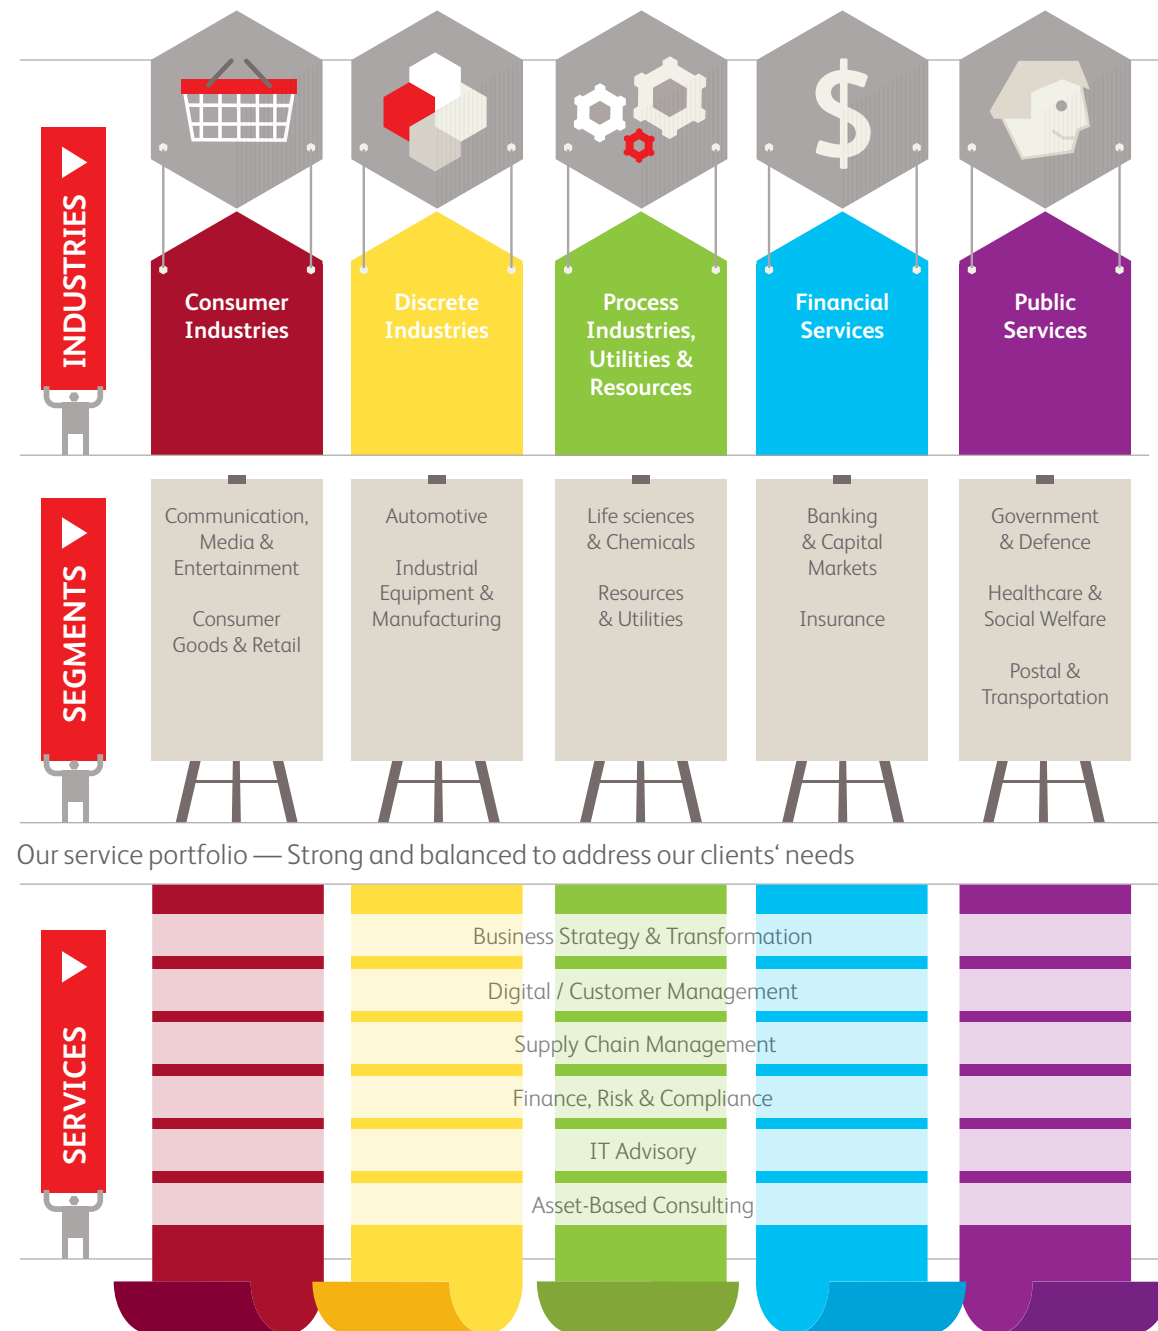 INDUSTRIES
Consumer
Industries
Discrete
Industries
Process
Industries,
Utilities &
Resources
Financial
Services
Public
Services
SEGMENTS
Communication,
Media &
Entertainment
Consumer
Goods & Retail
Automotive
Industrial
Equipment &
Manufacturing
Life sciences
& Chemicals
Resources
& Utilities
Banking
& Capital
Markets
Insurance
Government
& Defence
Healthcare &
Social Welfare
Postal &
Transportation
Our service portfolio — Strong and balanced to address our clients‘ needs
SERVICES
Business Strategy & Transformation
Digital / Customer Management
Supply Chain Management
Finance, Risk & Compliance
IT Advisory
Asset-Based Consulting